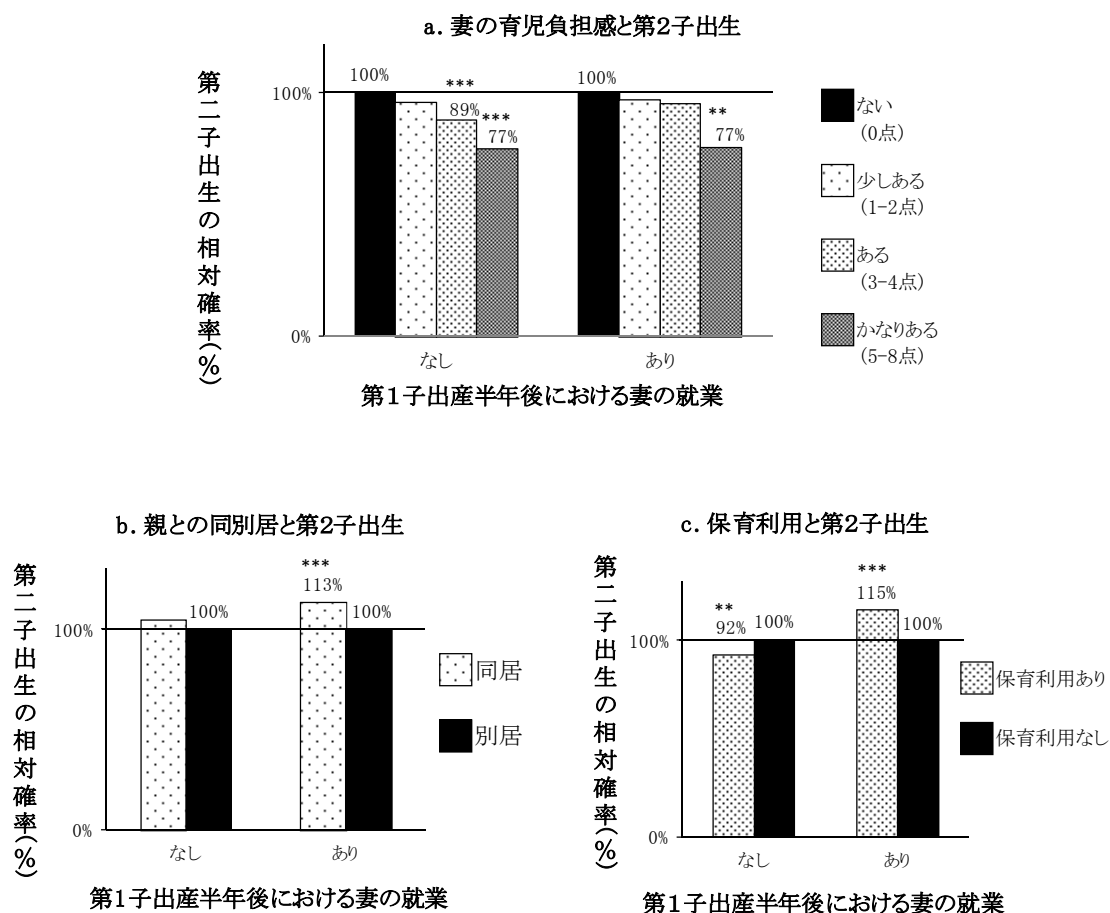 a. 妻の育児負担感と第2子出生
第二子出生の相対確率(%)
100%
0%
100%
***
89%
***
77%
100%
**
77%
なし
あり
第1子出産半年後における妻の就業
ない
(0点)
少しある
(1-2点)
ある
(3-4点)
かなりある
(5-8点)
b. 親との同別居と第2子出生
第二子出生の相対確率(%)
100%
0%
100%
***
113%
100%
なし
あり
第1子出産半年後における妻の就業
同居
別居
c. 保育利用と第2子出生
第二子出生の相対確率(%)
100%
0%
**
92%
100%
***
115%
100%
なし
あり
第1子出産半年後における妻の就業
保育利用あり
保育利用なし